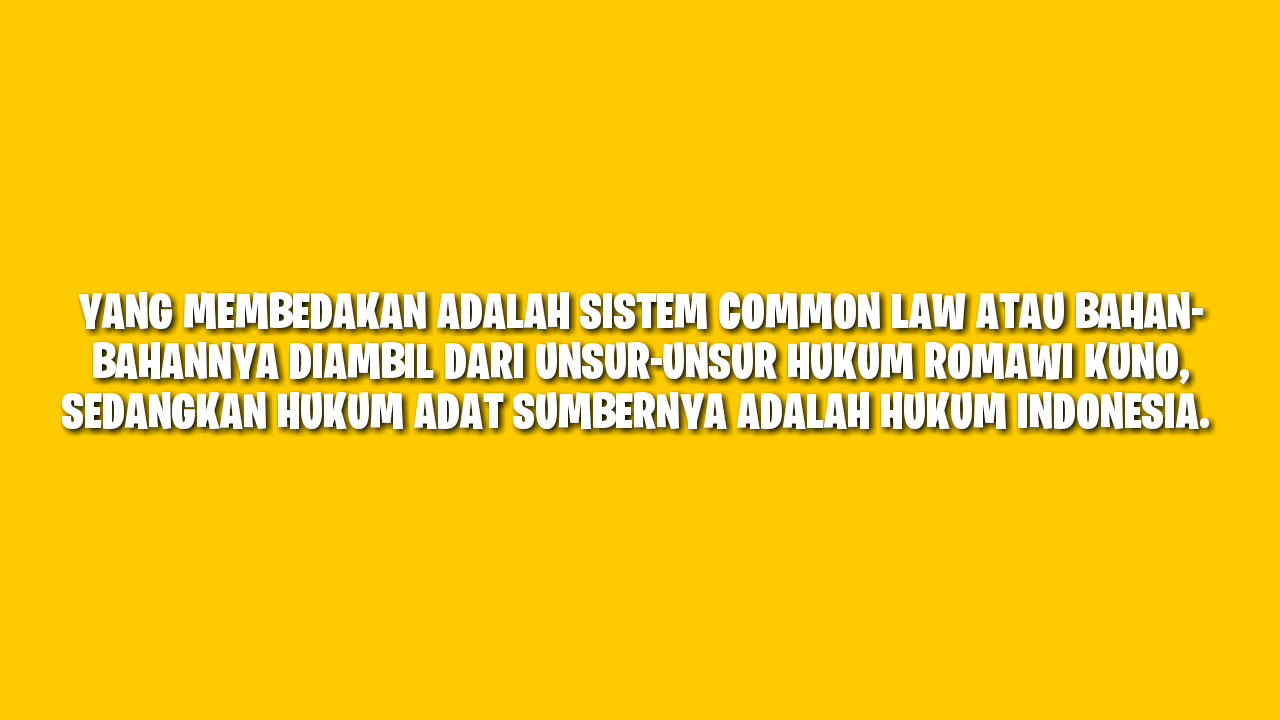 YANG MEMBEDAKAN ADALAH SISTEM COMMON LAW ATAU BAHAN-
BAHANNYA DIAMBIL DARI UNSUR-UNSUR HUKUM ROMAWI KUNO,
SEDANGKAN HUKUM ADAT SUMBERNYA ADALAH HUKUM INDONESIA.